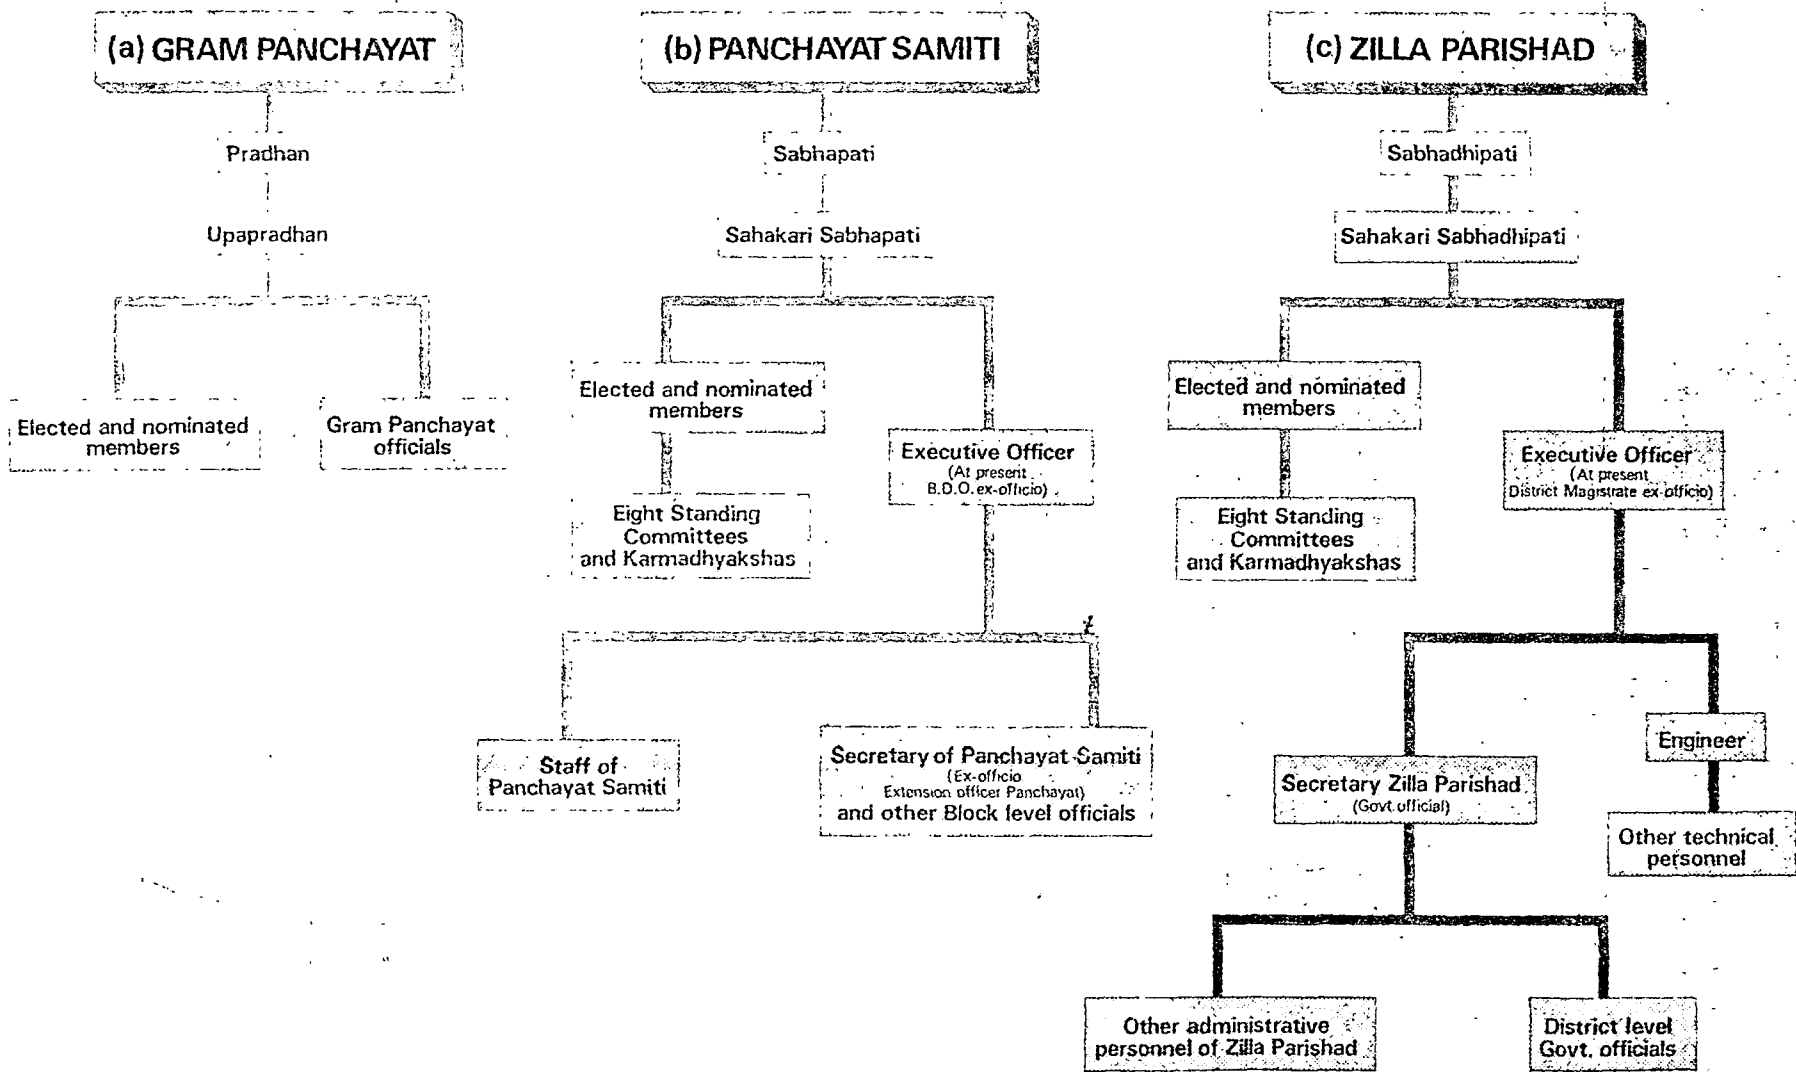 (a) GRAM PANCHAYAT
Pradhan
Upapradhan
Elected and nominated
members
Gram Panchayat
officials
(b) PANCHAYAT SAMITI
Sabhapati
Sahakari Sabhapati
Elected and nominated
members
Eight Standing
Committees
and Karmadhyakshas
Executive Officer
(At present
B.D.O. ex-officio)
Staff of
Panchayat Samiti
Secretary of Panchayat Samiti
(Ex-officio
Extension officer Panchayat)
and other Block level officials
(c) ZILLA PARISHAD
Sabhadhipati
Sahakari Sabhadhipati
Elected and nominated
members
Eight Standing
Committees
and Karmadhyakshas
Executive Officer
(At present
District Magistrate ex-officio)
Secretary Zilla Parishad
(Govt. official)
Engineer
Other technical
personnel
Other administrative
personnel of Zilla Parishad
District level
Govt. officials